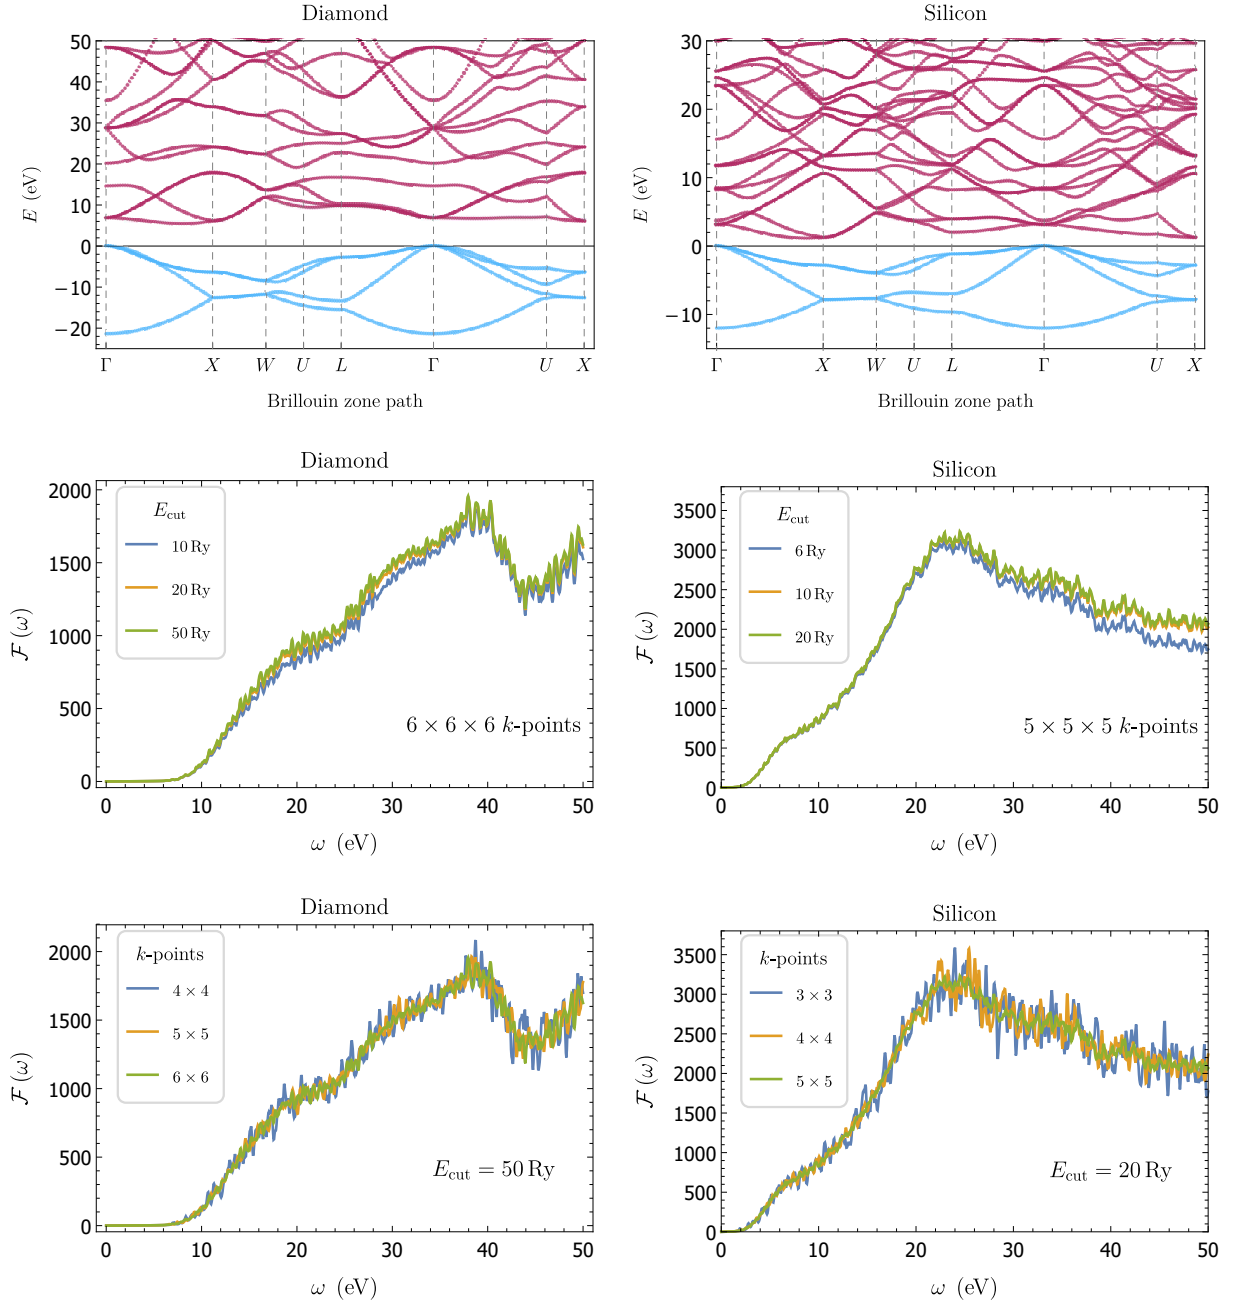 Diamond
50
40
30
20
10
0
−10
−20
E (eV)
Γ X W U L Γ U X
Brillouin zone path
Silicon
30
20
10
0
−10
E (eV)
Γ X W U L Γ U X
Brillouin zone path
Diamond
2000
1500
1000
500
0
F(ω)
E_cut
10 Ry
20 Ry
50 Ry
6 × 6 × 6 k-points
0 10 20 30 40 50
ω (eV)
Silicon
3500
3000
2500
2000
1500
1000
500
0
F(ω)
E_cut
6 Ry
10 Ry
20 Ry
5 × 5 × 5 k-points
0 10 20 30 40 50
ω (eV)
Diamond
2000
1500
1000
500
0
F(ω)
k-points
4 × 4
5 × 5
6 × 6
E_cut = 50 Ry
0 10 20 30 40 50
ω (eV)
Silicon
3500
3000
2500
2000
1500
1000
500
0
F(ω)
k-points
3 × 3
4 × 4
5 × 5
E_cut = 20 Ry
0 10 20 30 40 50
ω (eV)